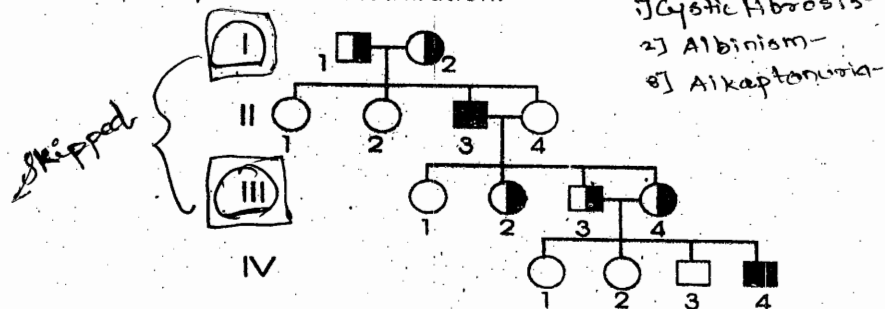 1] Cystic Fibrosis-
2] Albinism-
3] Alkaptonuria-
Skipped
I
1 2
II
1 2 3 4
III
1 2 3 4
IV
1 2 3 4